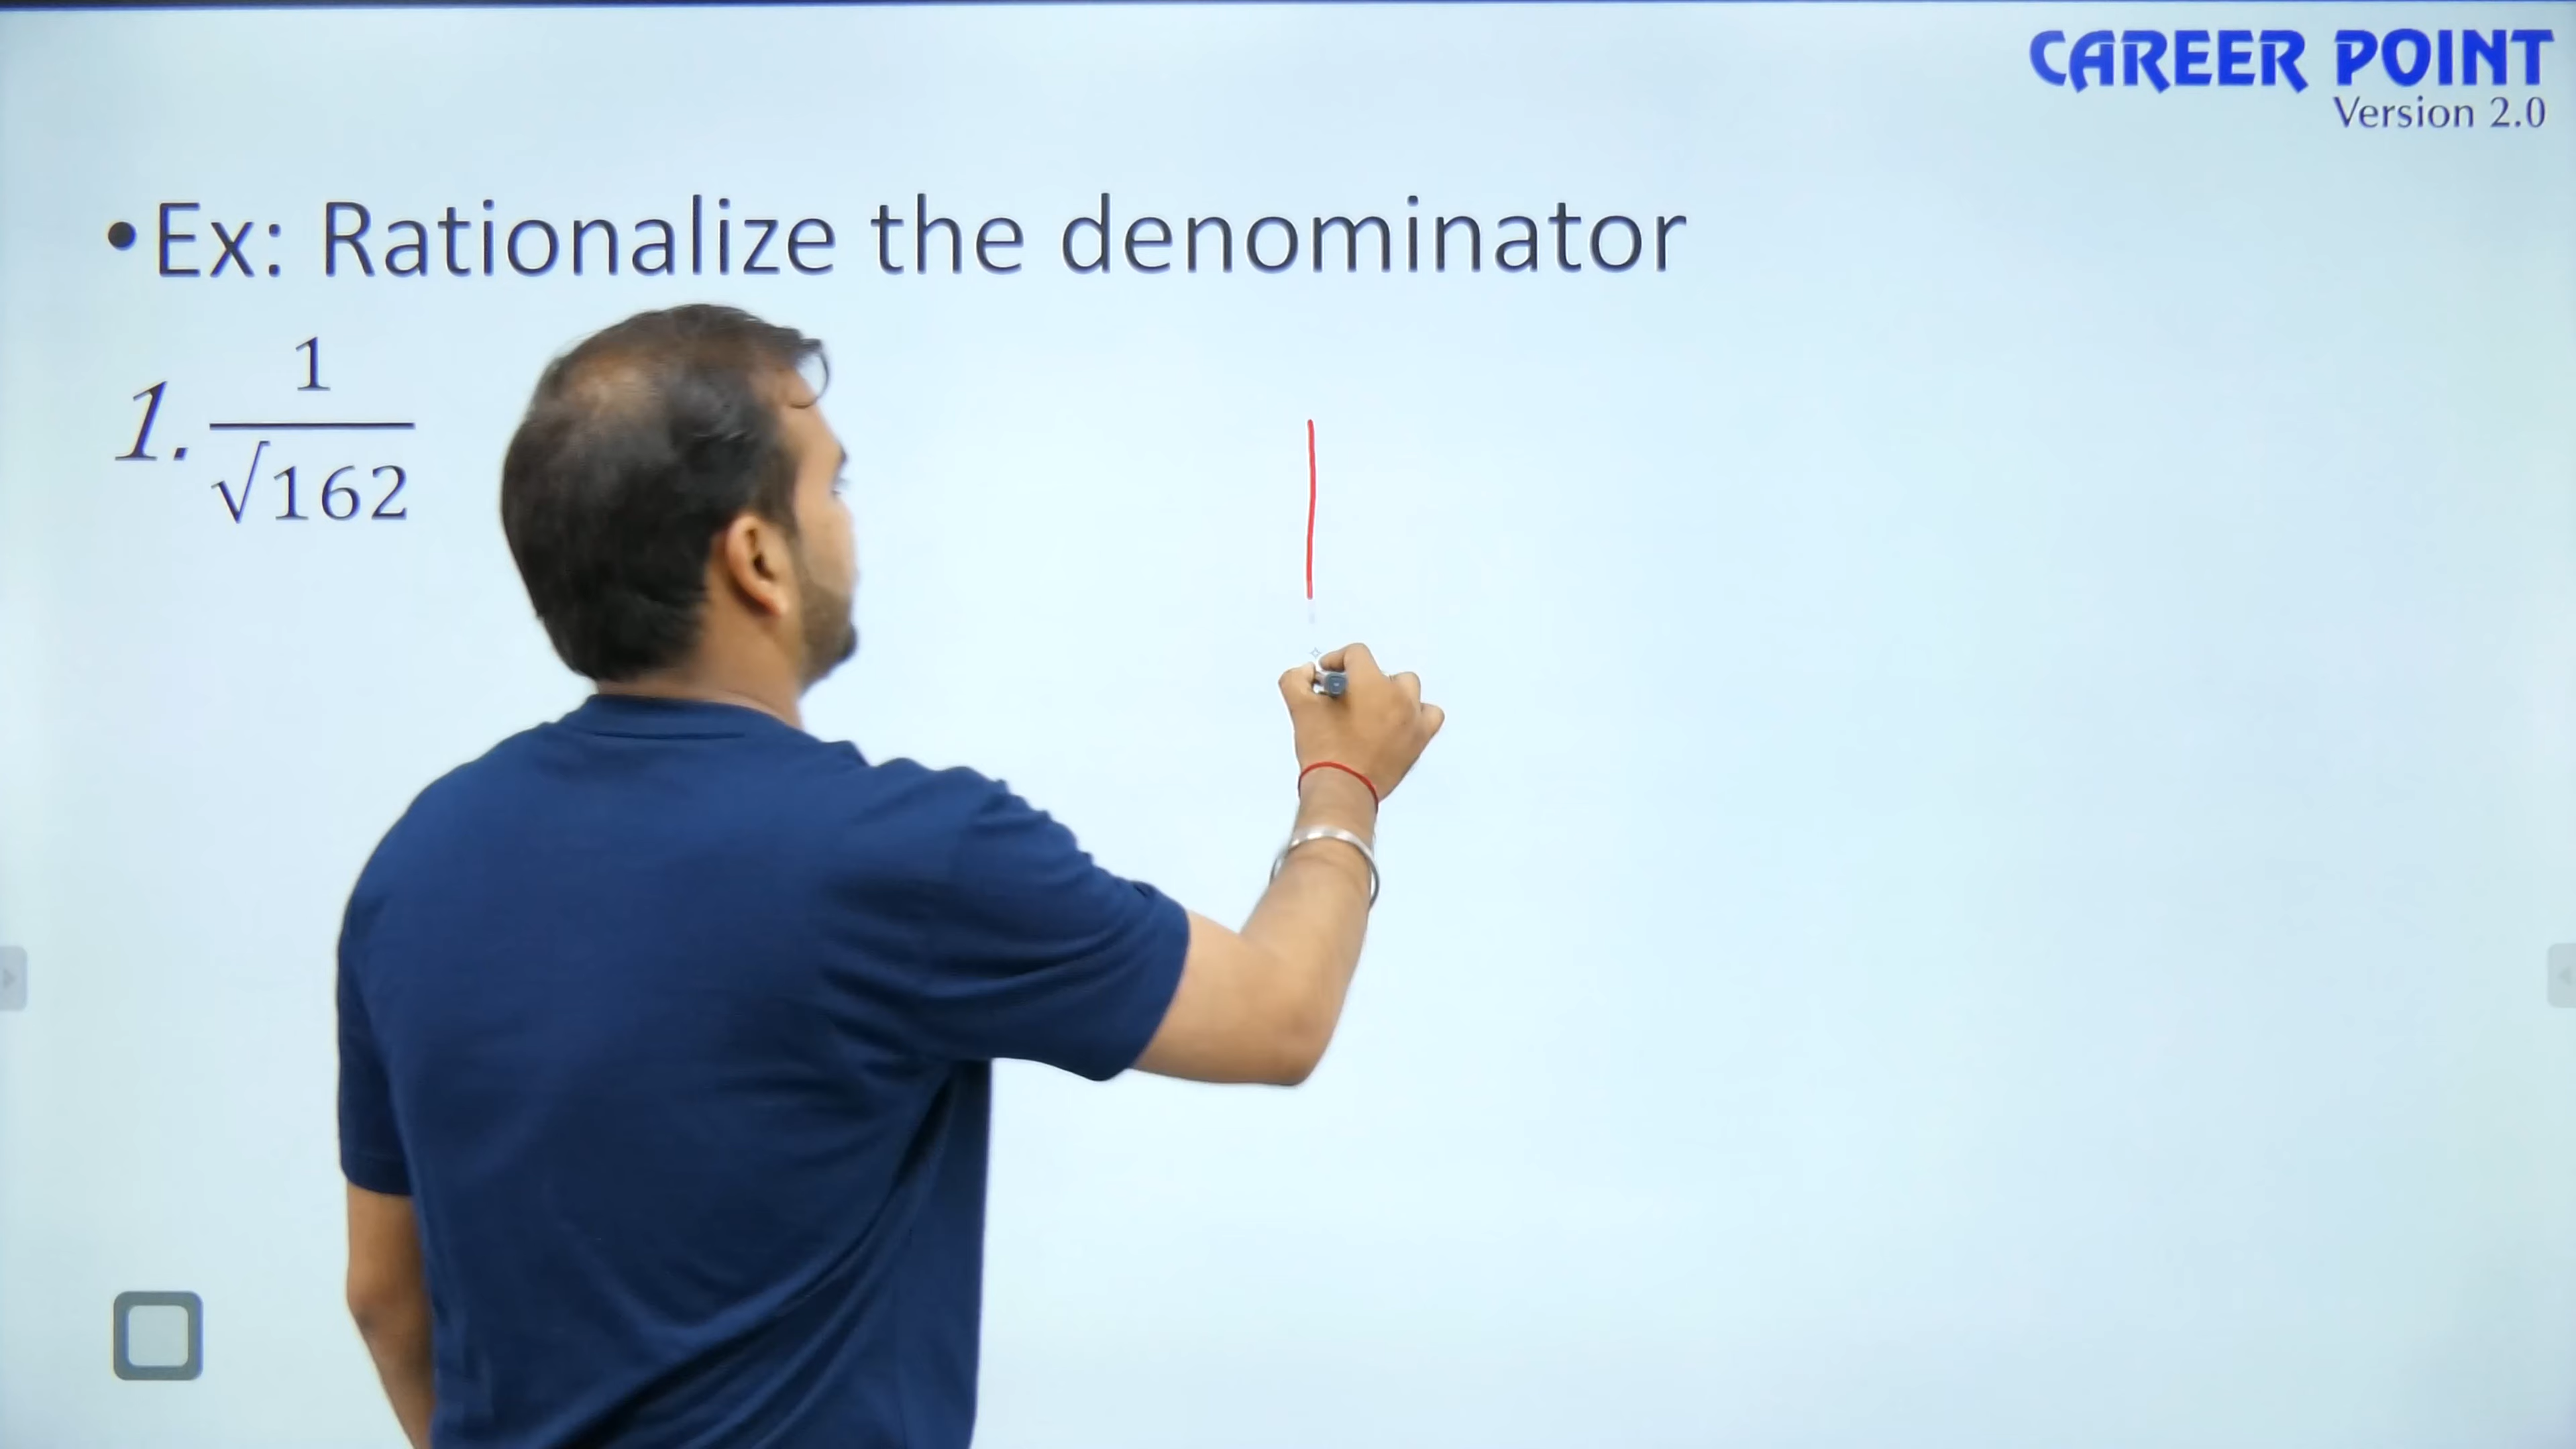 CAREER POINT
Version 2.0
•Ex: Rationalize the denominator
1. 1/√162